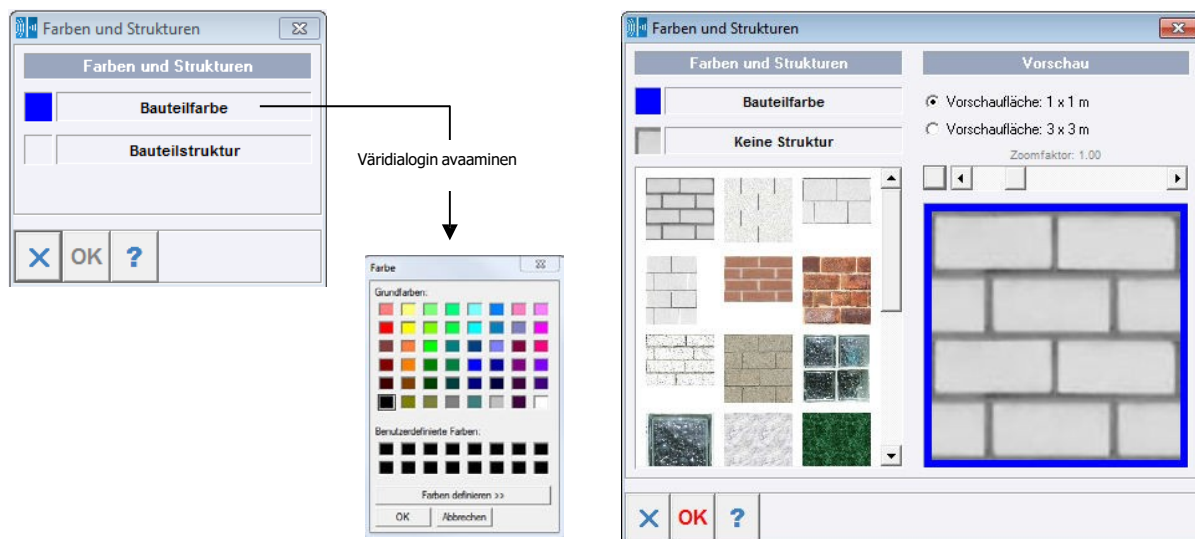 Farben und Strukturen
Farben und Strukturen
Bauteilfarbe
Bauteilstruktur
OK ?
Väridialogin avaaminen
Farbe
Grundfarben:
Benutzerdefinierte Farben:
Farben definieren >>
OK Abbrechen
Farben und Strukturen
Farben und Strukturen
Bauteilfarbe
Keine Struktur
Vorschau
Vorschaufläche: 1 x 1 m
Vorschaufläche: 3 x 3 m
Zoomfaktor: 1.00
OK ?